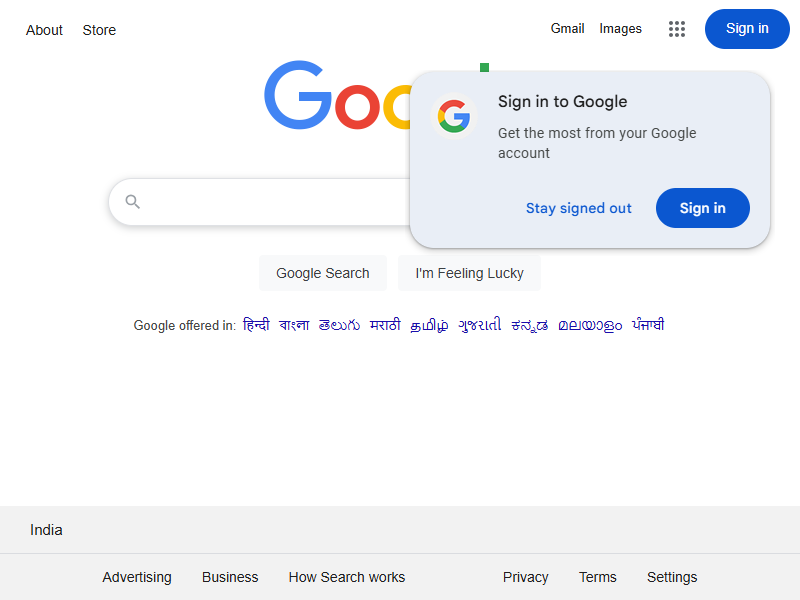 About Store Gmail Images Sign in
Sign in to Google
Get the most from your Google
account
Stay signed out Sign in
Google Search I'm Feeling Lucky
Google offered in: हिन्दी বাংলা తెలుగు मराठी தமிழ் ગુજરાતી ಕನ್ನಡ മലയാളം ਪੰਜਾਬੀ
India
Advertising Business How Search works Privacy Terms Settings